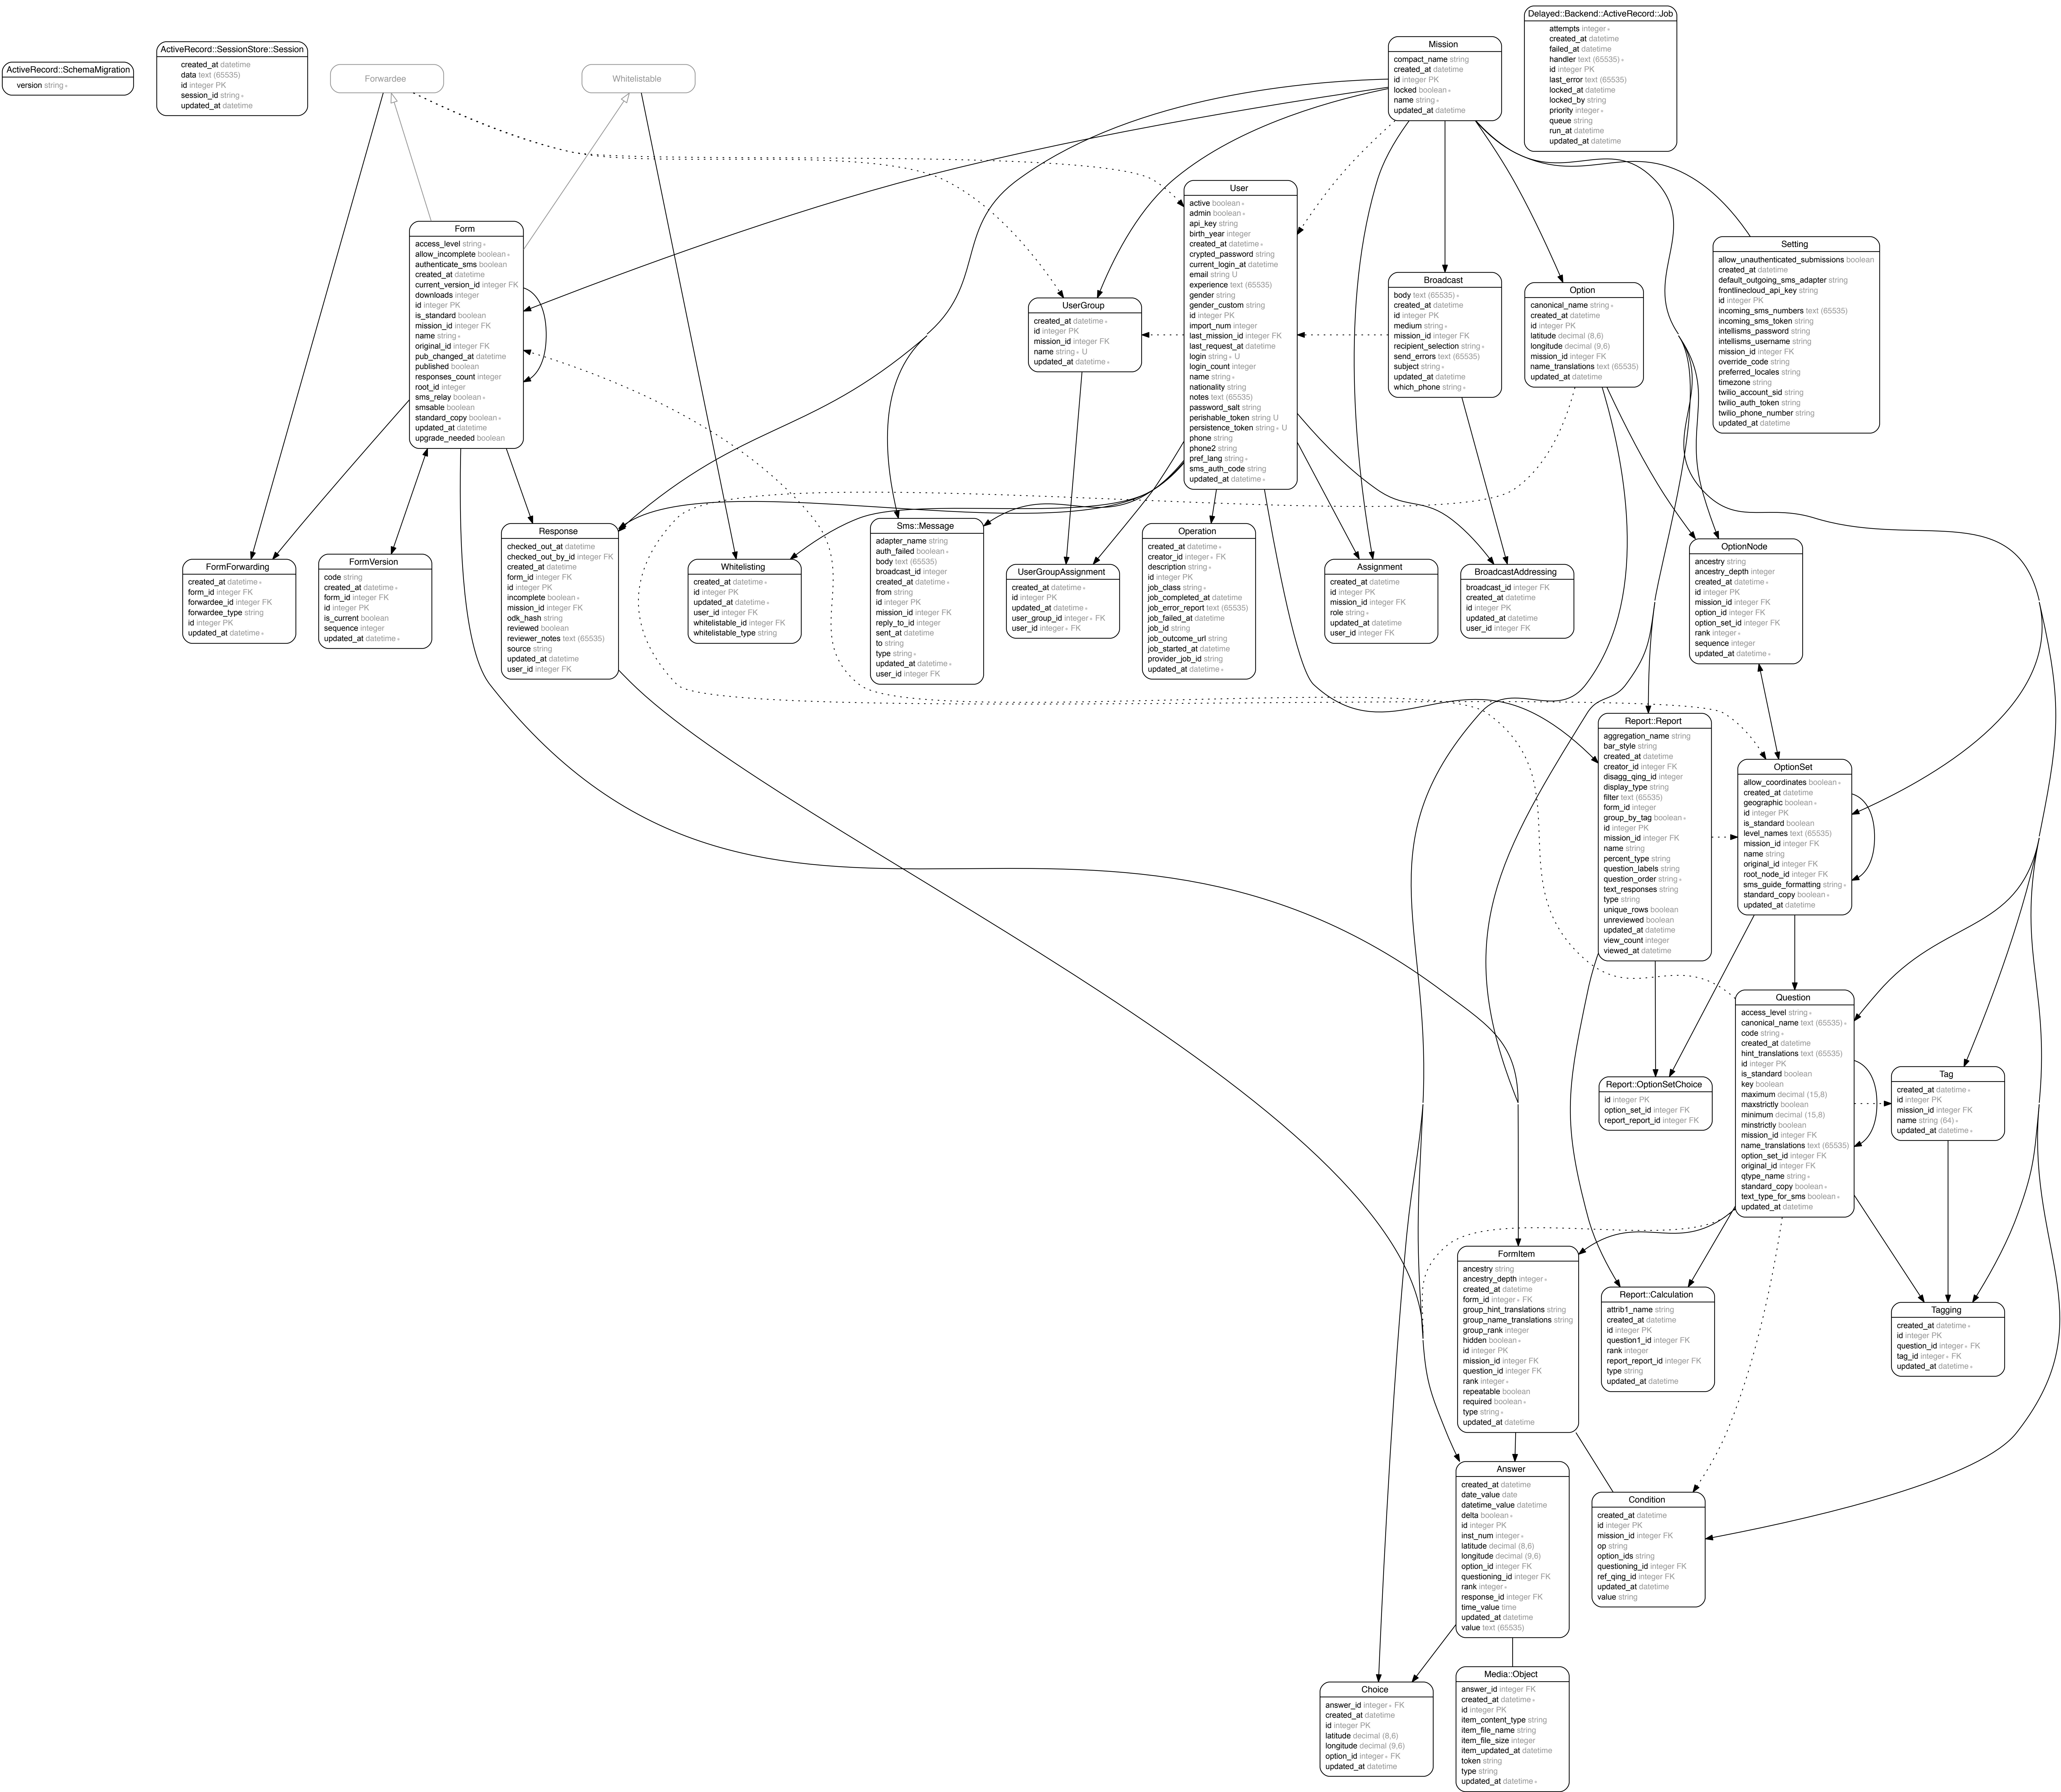 Delayed::Backend::ActiveRecord::Job
attempts integer ∗
created_at datetime
failed_at datetime
handler text (65535) ∗
id integer PK
last_error text (65535)
locked_at datetime
locked_by string
priority integer ∗
queue string
run_at datetime
updated_at datetime
Mission
compact_name string
created_at datetime
id integer PK
locked boolean ∗
name string ∗
updated_at datetime
ActiveRecord::SessionStore::Session
created_at datetime
data text (65535)
id integer PK
session_id string ∗
updated_at datetime
ActiveRecord::SchemaMigration
version string ∗
Forwardee
Whitelistable
User
active boolean ∗
admin boolean ∗
api_key string
birth_year integer
created_at datetime ∗
crypted_password string
current_login_at datetime
email string U
experience text (65535)
gender string
gender_custom string
id integer PK
import_num integer
last_mission_id integer FK
last_request_at datetime
login string ∗ U
login_count integer
name string ∗
nationality string
notes text (65535)
password_salt string
perishable_token string U
persistence_token string ∗ U
phone string
phone2 string
pref_lang string ∗
sms_auth_code string
updated_at datetime ∗
Form
access_level string ∗
allow_incomplete boolean ∗
authenticate_sms boolean
created_at datetime
current_version_id integer FK
downloads integer
id integer PK
is_standard boolean
mission_id integer FK
name string ∗
original_id integer FK
pub_changed_at datetime
published boolean
responses_count integer
root_id integer
sms_relay boolean ∗
smsable boolean
standard_copy boolean ∗
updated_at datetime
upgrade_needed boolean
Setting
allow_unauthenticated_submissions boolean
created_at datetime
default_outgoing_sms_adapter string
frontlinecloud_api_key string
id integer PK
incoming_sms_numbers text (65535)
incoming_sms_token string
intellisms_password string
intellisms_username string
mission_id integer FK
override_code string
preferred_locales string
timezone string
twilio_account_sid string
twilio_auth_token string
twilio_phone_number string
updated_at datetime
Broadcast
body text (65535) ∗
created_at datetime
id integer PK
medium string ∗
mission_id integer FK
recipient_selection string ∗
send_errors text (65535)
subject string ∗
updated_at datetime
which_phone string ∗
Option
canonical_name string ∗
created_at datetime
id integer PK
latitude decimal (8,6)
longitude decimal (9,6)
mission_id integer FK
name_translations text (65535)
updated_at datetime
UserGroup
created_at datetime ∗
id integer PK
mission_id integer FK
name string ∗ U
updated_at datetime ∗
FormForwarding
created_at datetime ∗
form_id integer FK
forwardee_id integer FK
forwardee_type string
id integer PK
updated_at datetime ∗
FormVersion
code string
created_at datetime ∗
form_id integer FK
id integer PK
is_current boolean
sequence integer
updated_at datetime ∗
Response
checked_out_at datetime
checked_out_by_id integer FK
created_at datetime
form_id integer FK
id integer PK
incomplete boolean ∗
mission_id integer FK
odk_hash string
reviewed boolean
reviewer_notes text (65535)
source string
updated_at datetime
user_id integer FK
Whitelisting
created_at datetime ∗
id integer PK
updated_at datetime ∗
user_id integer FK
whitelistable_id integer FK
whitelistable_type string
Sms::Message
adapter_name string
auth_failed boolean ∗
body text (65535)
broadcast_id integer
created_at datetime ∗
from string
id integer PK
mission_id integer FK
reply_to_id integer
sent_at datetime
to string
type string ∗
updated_at datetime ∗
user_id integer FK
UserGroupAssignment
created_at datetime ∗
id integer PK
updated_at datetime ∗
user_group_id integer ∗ FK
user_id integer ∗ FK
Operation
created_at datetime ∗
creator_id integer ∗ FK
description string ∗
id integer PK
job_class string ∗
job_completed_at datetime
job_error_report text (65535)
job_failed_at datetime
job_id string
job_outcome_url string
job_started_at datetime
provider_job_id string
updated_at datetime ∗
Assignment
created_at datetime
id integer PK
mission_id integer FK
role string ∗
updated_at datetime
user_id integer FK
BroadcastAddressing
broadcast_id integer FK
created_at datetime
id integer PK
updated_at datetime
user_id integer FK
OptionNode
ancestry string
ancestry_depth integer
created_at datetime ∗
id integer PK
mission_id integer FK
option_id integer FK
option_set_id integer FK
rank integer ∗
sequence integer
updated_at datetime ∗
Report::Report
aggregation_name string
bar_style string
created_at datetime
creator_id integer FK
disagg_qing_id integer
display_type string
filter text (65535)
form_id integer
group_by_tag boolean ∗
id integer PK
mission_id integer FK
name string
percent_type string
question_labels string
question_order string ∗
text_responses string
type string
unique_rows boolean
unreviewed boolean
updated_at datetime
view_count integer
viewed_at datetime
OptionSet
allow_coordinates boolean ∗
created_at datetime
geographic boolean ∗
id integer PK
is_standard boolean
level_names text (65535)
mission_id integer FK
name string
original_id integer FK
root_node_id integer FK
sms_guide_formatting string ∗
standard_copy boolean ∗
updated_at datetime
Question
access_level string ∗
canonical_name text (65535) ∗
code string ∗
created_at datetime
hint_translations text (65535)
id integer PK
is_standard boolean
key boolean
maximum decimal (15,8)
maxstrictly boolean
minimum decimal (15,8)
minstrictly boolean
mission_id integer FK
name_translations text (65535)
option_set_id integer FK
original_id integer FK
qtype_name string ∗
standard_copy boolean ∗
text_type_for_sms boolean ∗
updated_at datetime
Report::OptionSetChoice
id integer PK
option_set_id integer FK
report_report_id integer FK
Tag
created_at datetime ∗
id integer PK
mission_id integer FK
name string (64) ∗
updated_at datetime ∗
FormItem
ancestry string
ancestry_depth integer ∗
created_at datetime
form_id integer ∗ FK
group_hint_translations string
group_name_translations string
group_rank integer
hidden boolean ∗
id integer PK
mission_id integer FK
question_id integer FK
rank integer ∗
repeatable boolean
required boolean ∗
type string ∗
updated_at datetime
Report::Calculation
attrib1_name string
created_at datetime
id integer PK
question1_id integer FK
rank integer
report_report_id integer FK
type string
updated_at datetime
Tagging
created_at datetime ∗
id integer PK
question_id integer ∗ FK
tag_id integer ∗ FK
updated_at datetime ∗
Answer
created_at datetime
date_value date
datetime_value datetime
delta boolean ∗
id integer PK
inst_num integer ∗
latitude decimal (8,6)
longitude decimal (9,6)
option_id integer FK
questioning_id integer FK
rank integer ∗
response_id integer FK
time_value time
updated_at datetime
value text (65535)
Condition
created_at datetime
id integer PK
mission_id integer FK
op string
option_ids string
questioning_id integer FK
ref_qing_id integer FK
updated_at datetime
value string
Choice
answer_id integer ∗ FK
created_at datetime
id integer PK
latitude decimal (8,6)
longitude decimal (9,6)
option_id integer ∗ FK
updated_at datetime
Media::Object
answer_id integer FK
created_at datetime ∗
id integer PK
item_content_type string
item_file_name string
item_file_size integer
item_updated_at datetime
token string
type string
updated_at datetime ∗